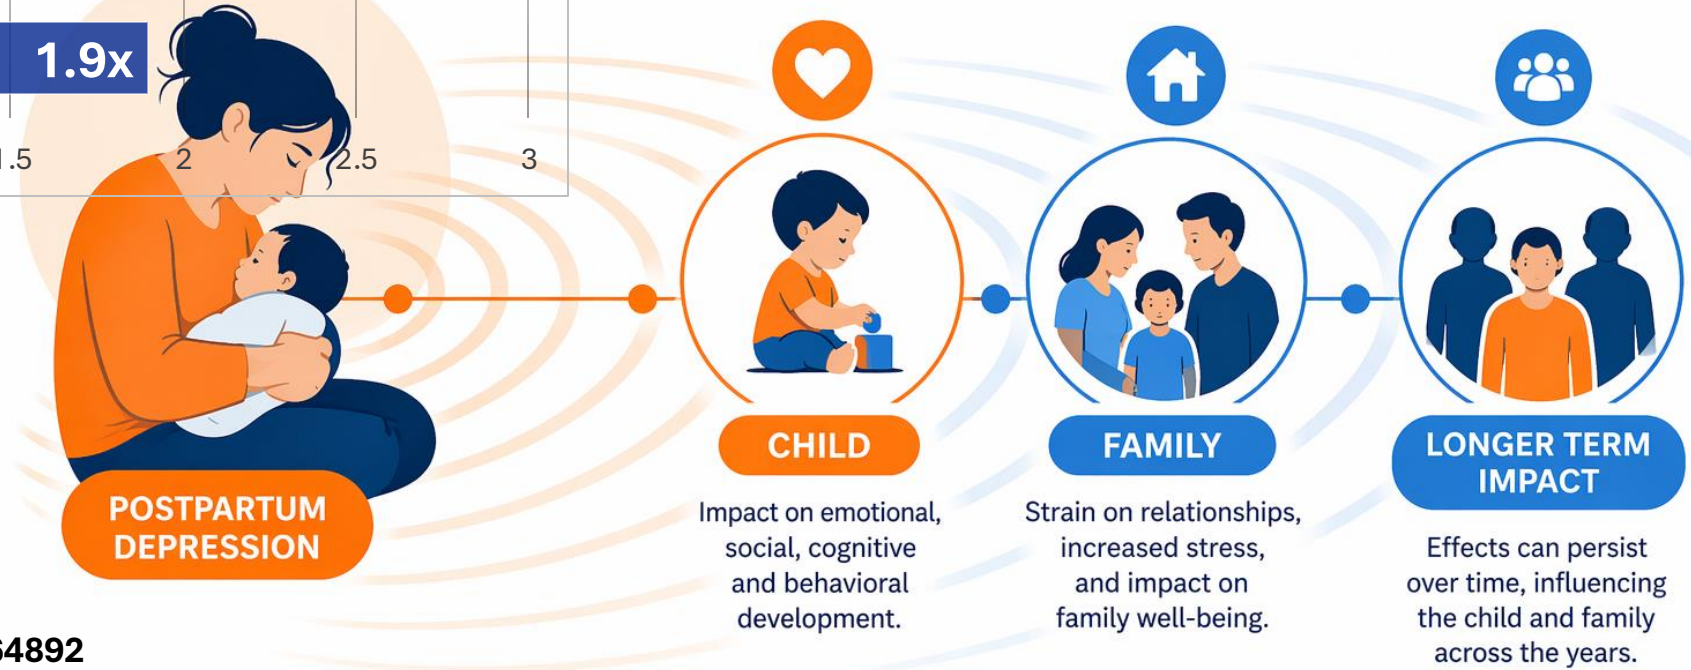 1.9x
1.5
2
2.5
3
POSTPARTUM
DEPRESSION
CHILD
Impact on emotional,
social, cognitive
and behavioral
development.
FAMILY
Strain on relationships,
increased stress,
and impact on
family well-being.
LONGER TERM
IMPACT
Effects can persist
over time, influencing
the child and family
across the years.
64892